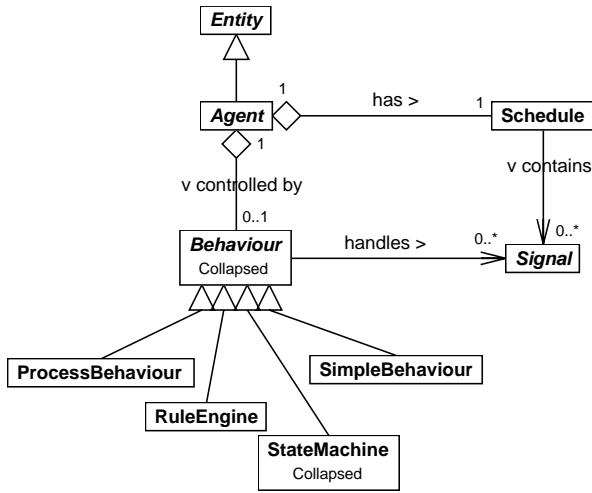 Entity
1
has >
1
Agent
Schedule
1
v controlled by
v contains
0..1
Behaviour
Collapsed
handles >
0..*
0..*
Signal
ProcessBehaviour
SimpleBehaviour
RuleEngine
StateMachine
Collapsed